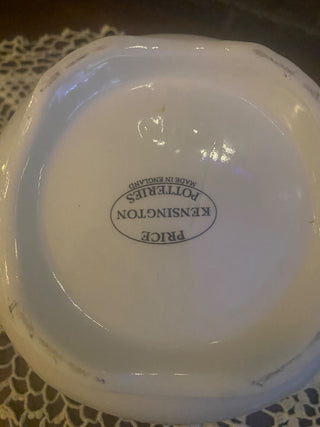 PRICE
KENSINGTON
POTTERIES
MADE IN ENGLAND